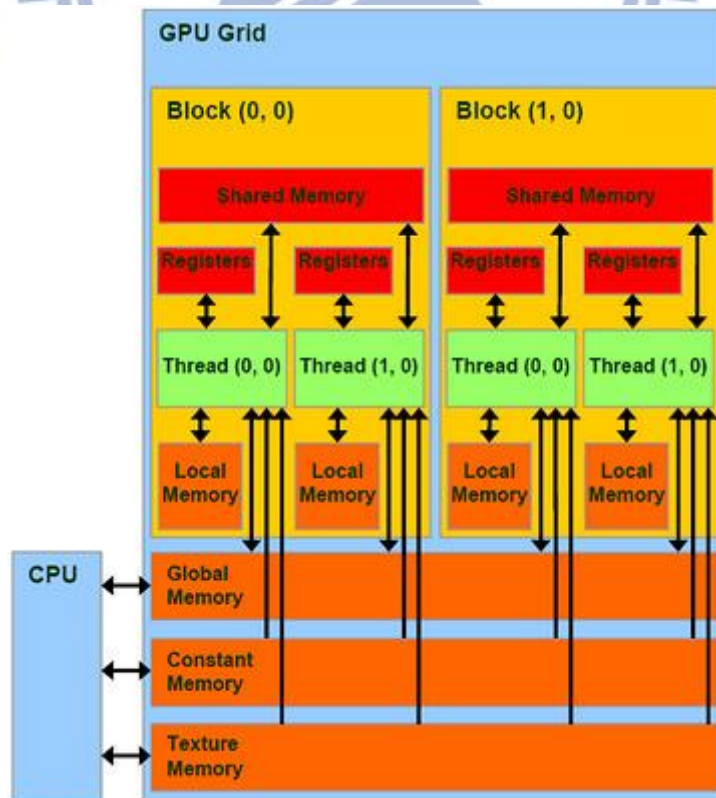 GPU Grid
Block (0, 0)
Block (1, 0)
Shared Memory
Shared Memory
Registers
Registers
Registers
Registers
Thread (0, 0)
Thread (1, 0)
Thread (0, 0)
Thread (1, 0)
Local
Memory
Local
Memory
Local
Memory
Local
Memory
CPU
Global
Memory
Constant
Memory
Texture
Memory